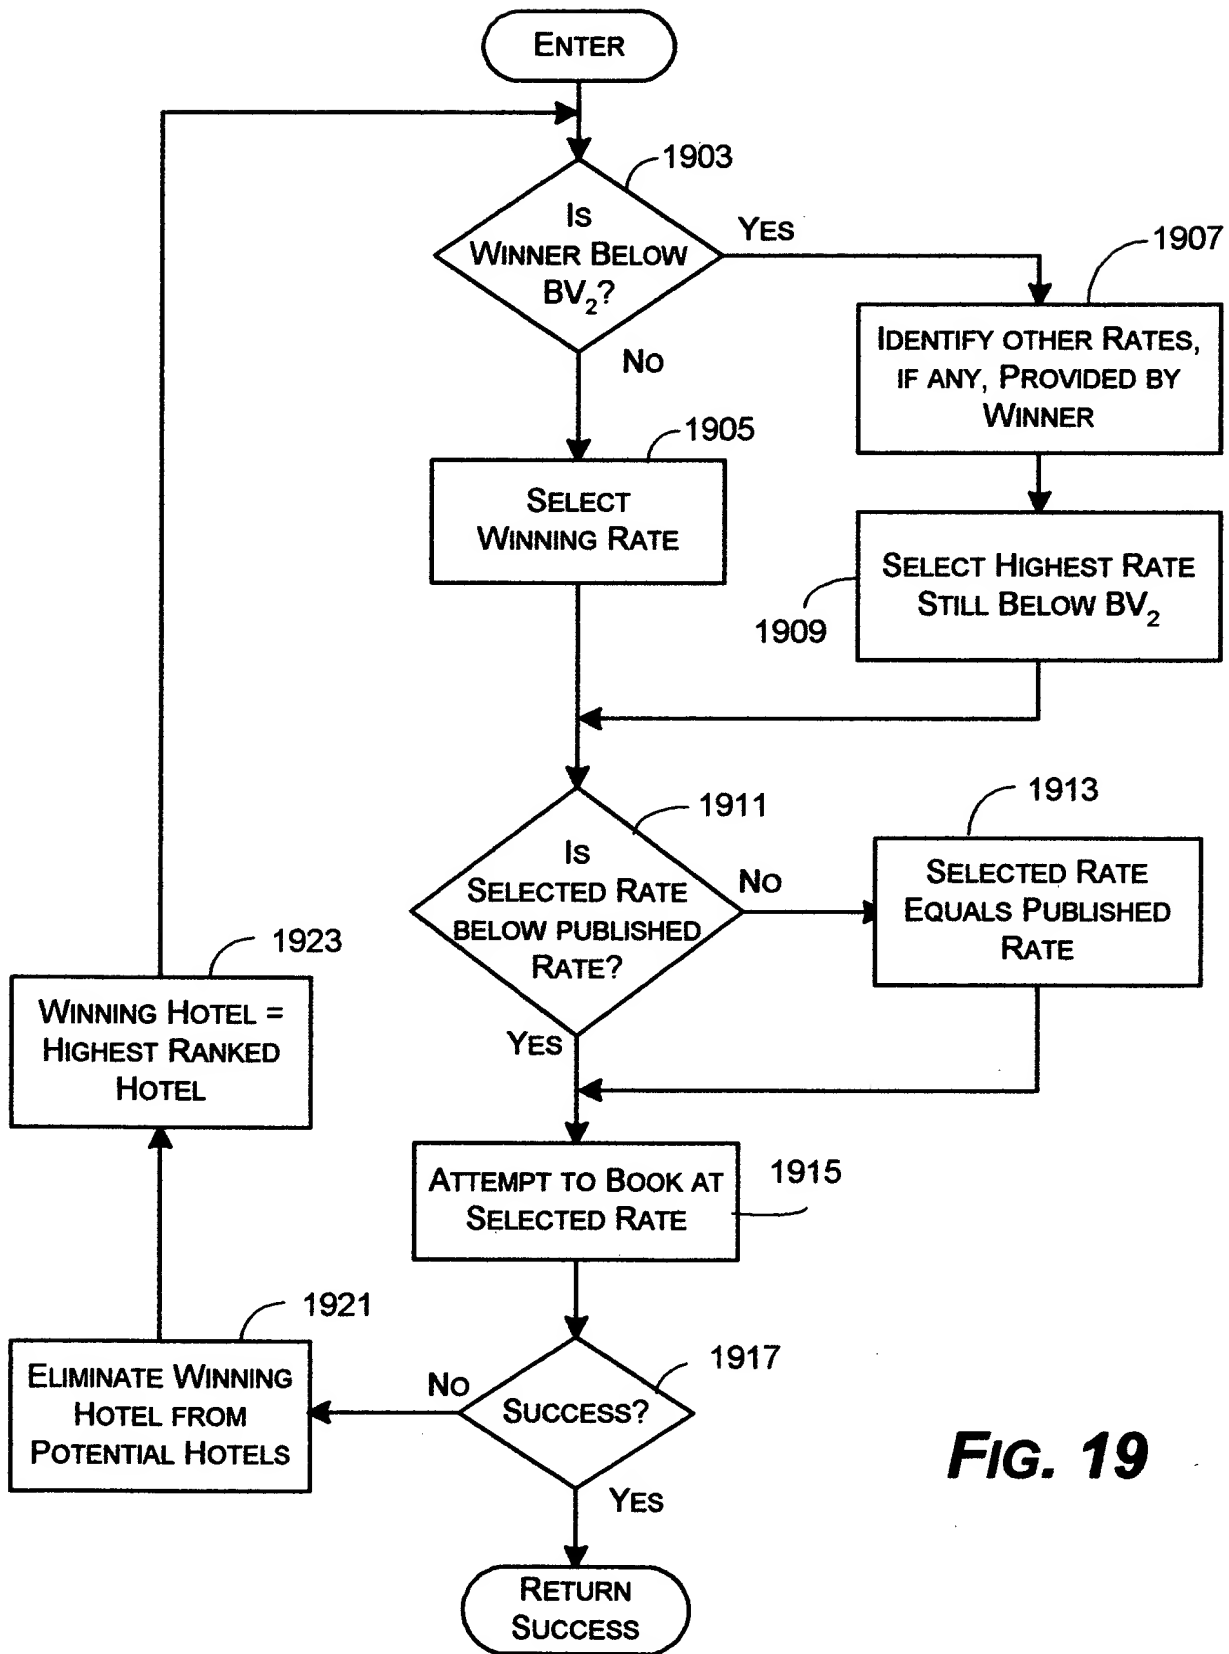 ENTER
1903
IS
WINNER BELOW
BV₂?
YES
NO
1907
IDENTIFY OTHER RATES,
IF ANY, PROVIDED BY
WINNER
1905
SELECT
WINNING RATE
SELECT HIGHEST RATE
STILL BELOW BV₂
1909
1911
IS
SELECTED RATE
BELOW PUBLISHED
RATE?
NO
YES
1913
SELECTED RATE
EQUALS PUBLISHED
RATE
1923
WINNING HOTEL =
HIGHEST RANKED
HOTEL
ATTEMPT TO BOOK AT
SELECTED RATE
1915
1921
ELIMINATE WINNING
HOTEL FROM
POTENTIAL HOTELS
NO
1917
SUCCESS?
YES
RETURN
SUCCESS
FIG. 19